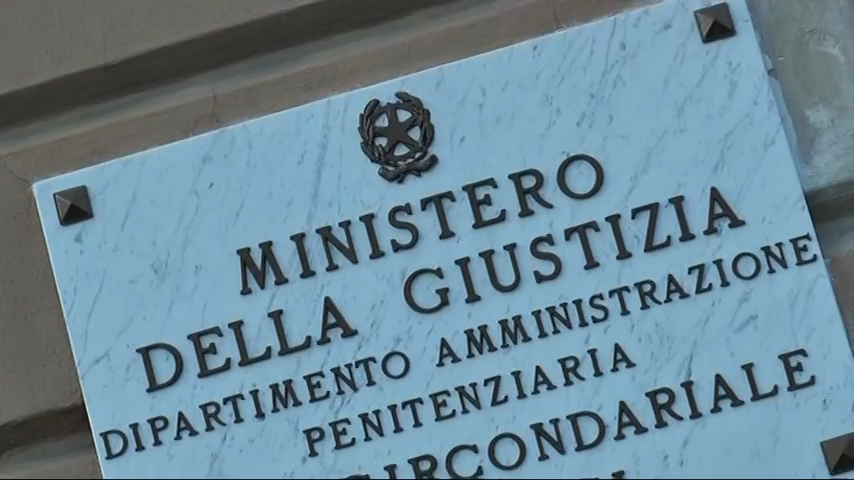 MINISTERO
DELLA GIUSTIZIA
DIPARTIMENTO AMMINISTRAZIONE
PENITENZIARIA
CIRCONDARIALE